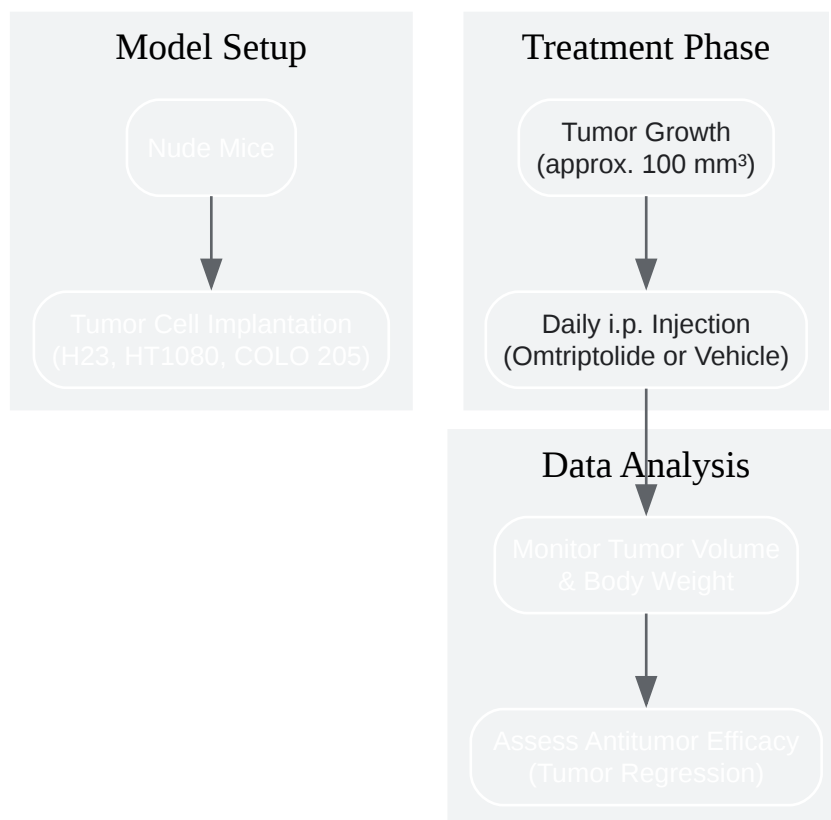 Model Setup
Nude Mice
Tumor Cell Implantation
(H23, HT1080, COLO 205)
Treatment Phase
Tumor Growth
(approx. 100 mm³)
Daily i.p. Injection
(Omtriptolide or Vehicle)
Data Analysis
Monitor Tumor Volume
& Body Weight
Assess Antitumor Efficacy
(Tumor Regression)